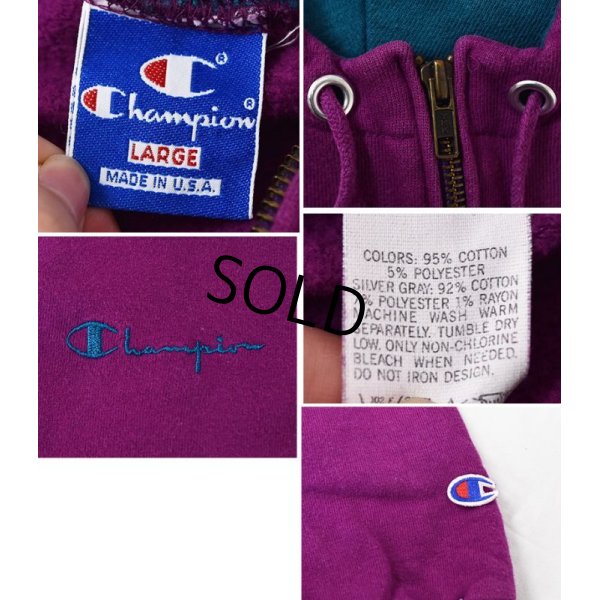 ®
Champion®
LARGE
MADE IN U.S.A.
COLORS: 95% COTTON
5% POLYESTER
SILVER GRAY: 92% COTTON
% POLYESTER 1% RAYON
MACHINE WASH WARM
SEPARATELY. TUMBLE DRY
LOW. ONLY NON-CHLORINE
BLEACH WHEN NEEDED.
DO NOT IRON DESIGN.
Champion
SOLD